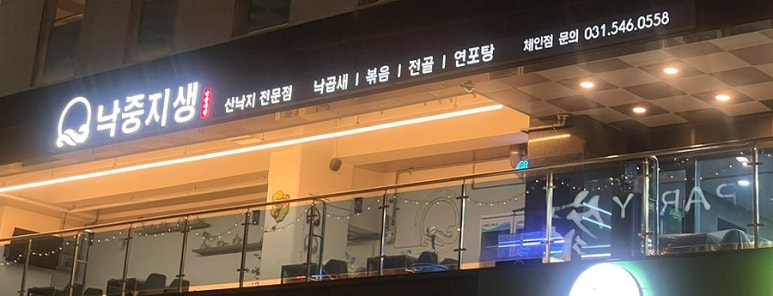 낙중지생
산낙지 전문점
낙곱새 | 볶음 | 전골 | 연포탕
체인점 문의 031.546.0558
PAR Y